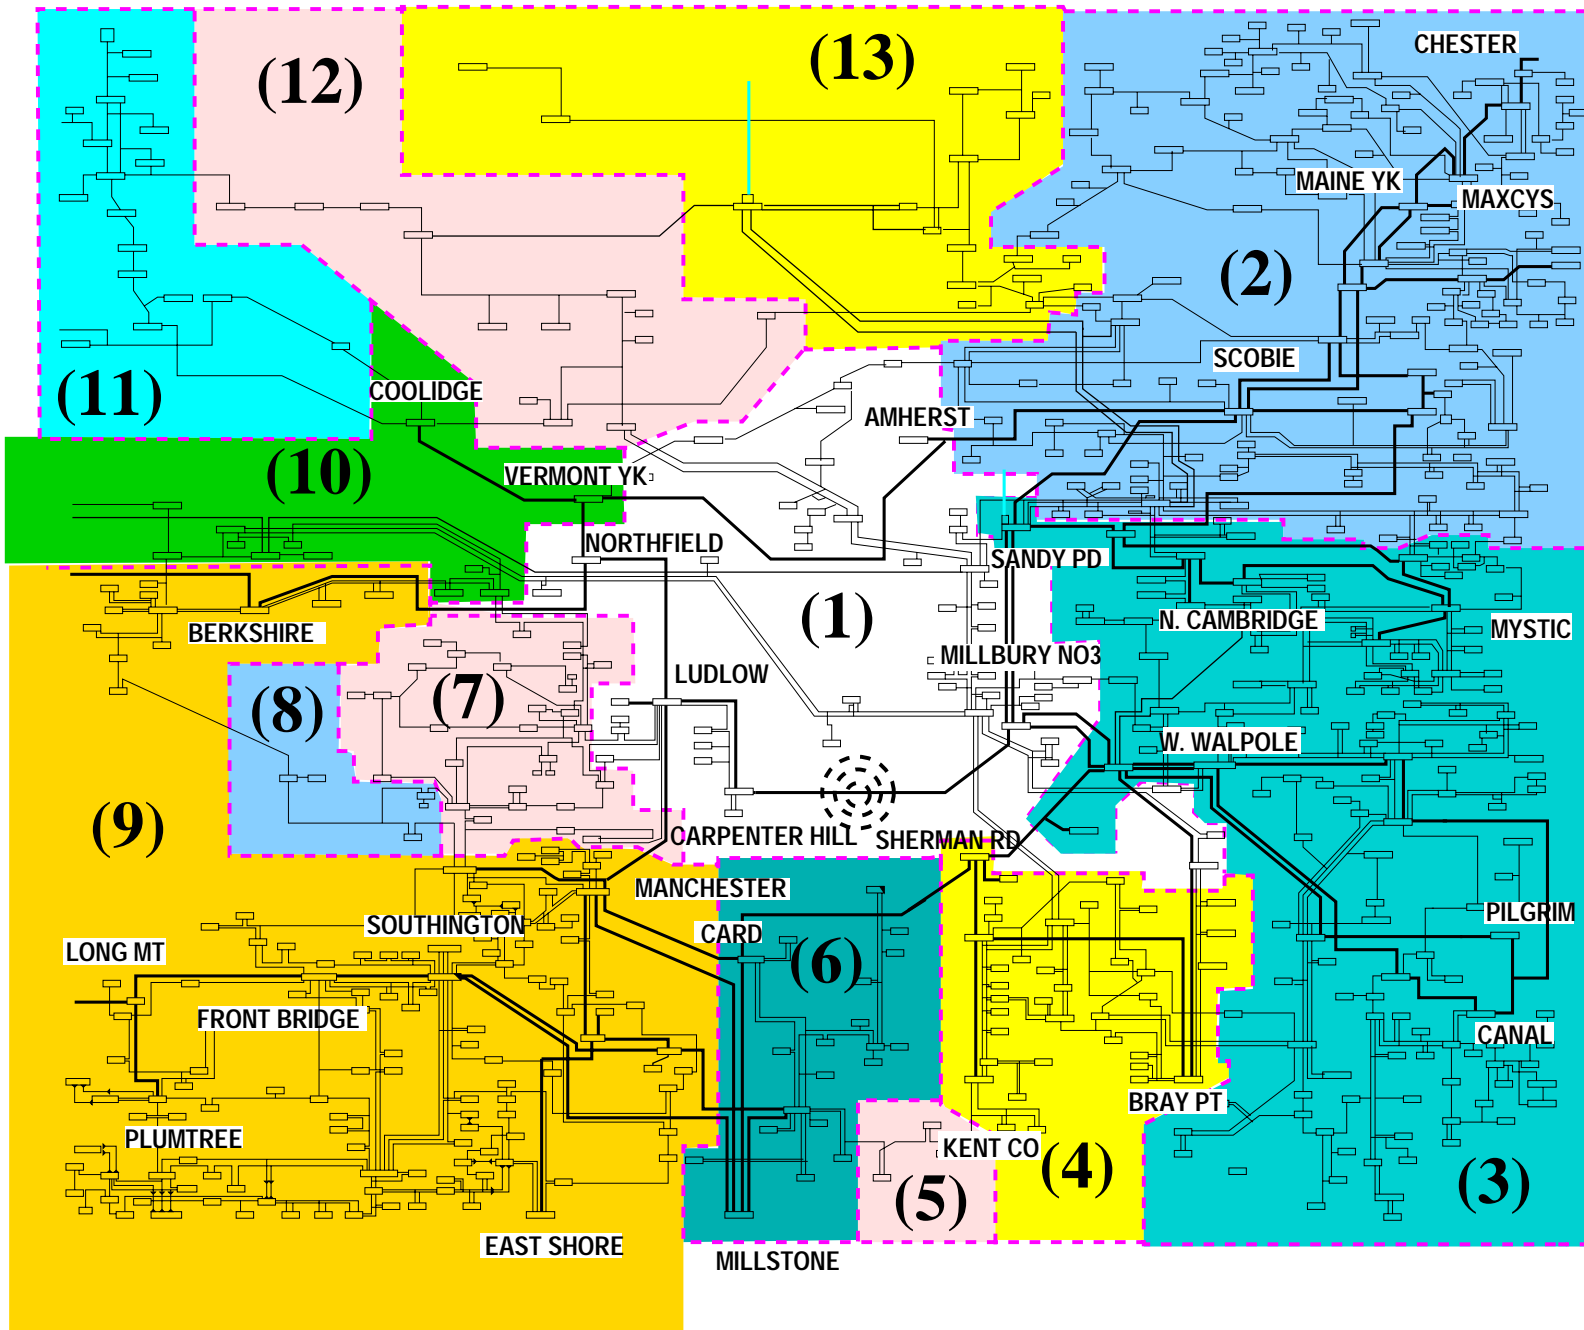 CHESTER
(13)
(12)
MAINE YK
MAXCYS
(2)
SCOBIE
COOLIDGE
(11)
AMHERST
(10)
VERMONT YK
NORTHFIELD
SANDY PD
(1)
N. CAMBRIDGE
MYSTIC
BERKSHIRE
MILLBURY NO3
LUDLOW
(8)
(7)
W. WALPOLE
(9)
CARPENTER HILL
SHERMAN RD
MANCHESTER
PILGRIM
SOUTHINGTON
CARD
LONG MT
(6)
FRONT BRIDGE
CANAL
BRAY PT
PLUMTREE
KENT CO
(4)
(3)
(5)
EAST SHORE
MILLSTONE